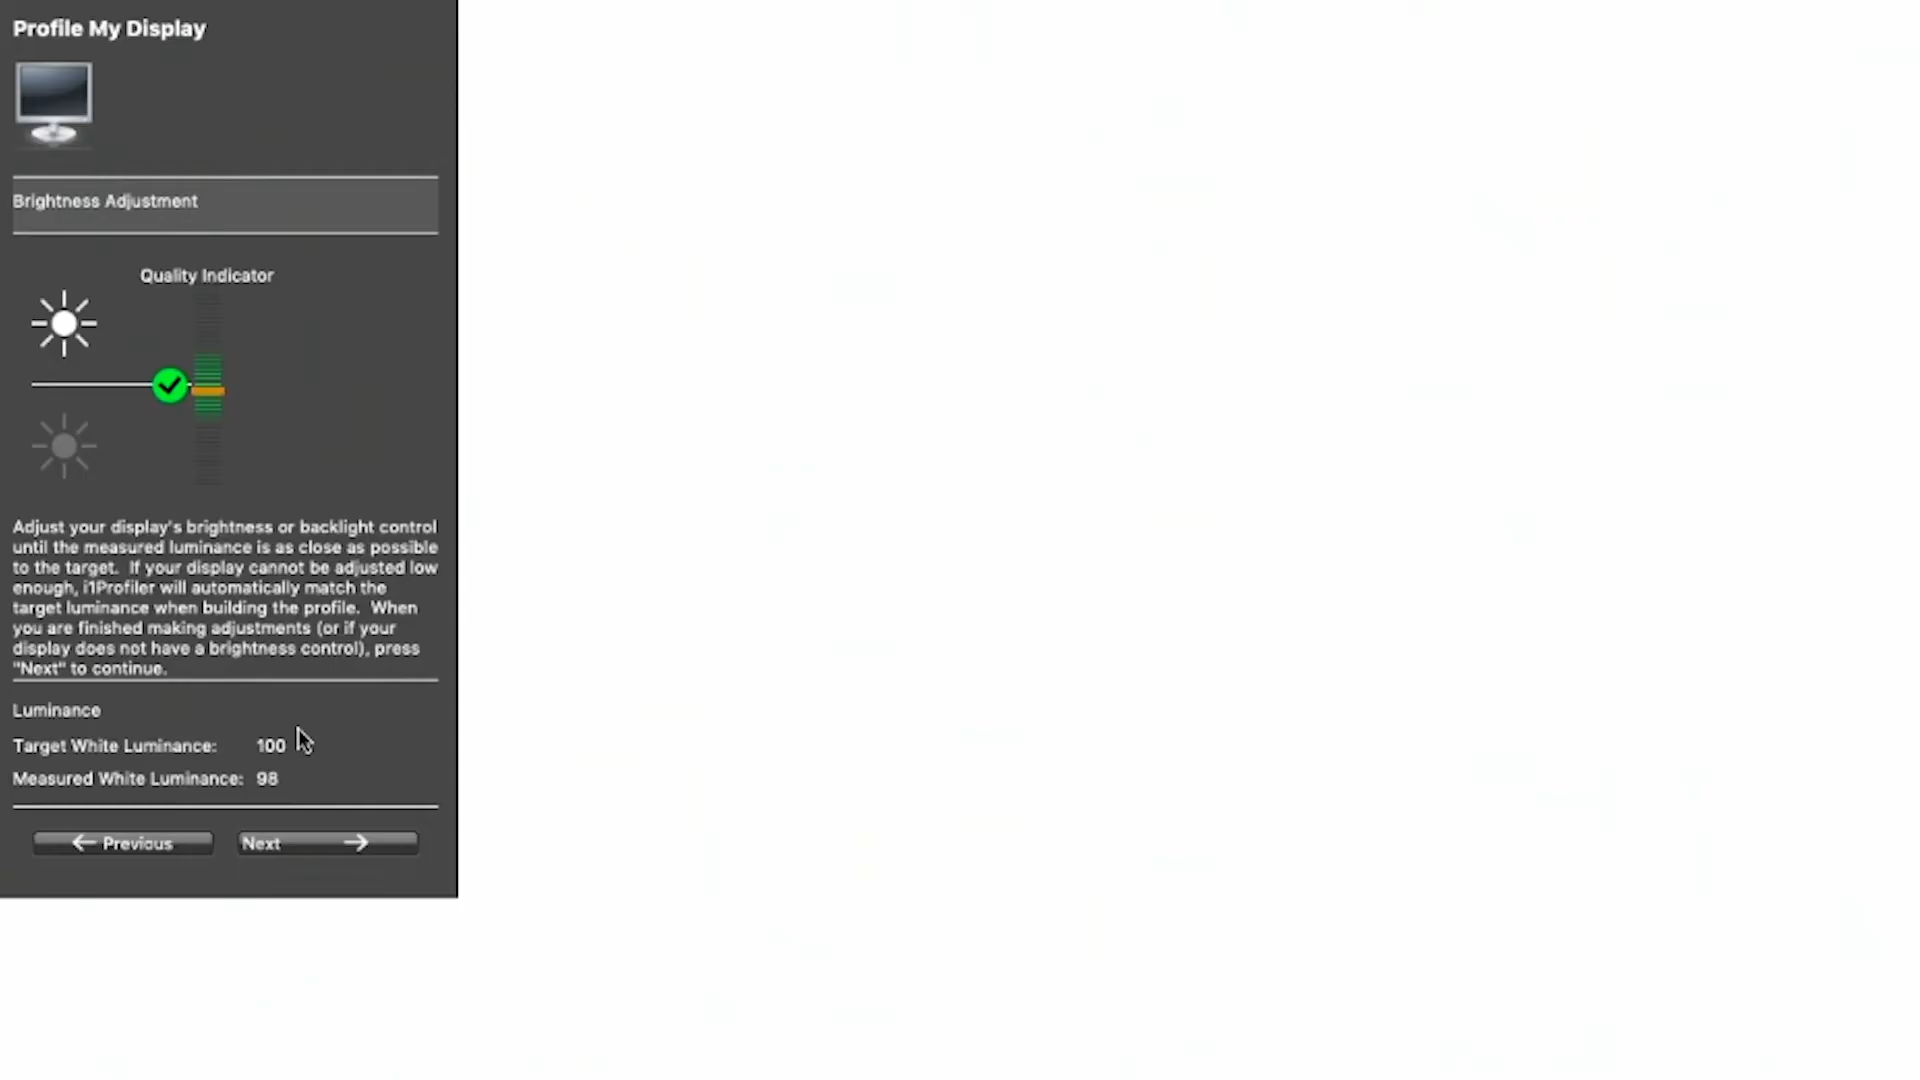 Profile My Display
Brightness Adjustment
Quality Indicator
Adjust your display's brightness or backlight control
until the measured luminance is as close as possible
to the target.  If your display cannot be adjusted low
enough, i1Profiler will automatically match the
target luminance when building the profile.  When
you are finished making adjustments (or if your
display does not have a brightness control), press
"Next" to continue.
Luminance
Target White Luminance: 100
Measured White Luminance: 98
Previous Next